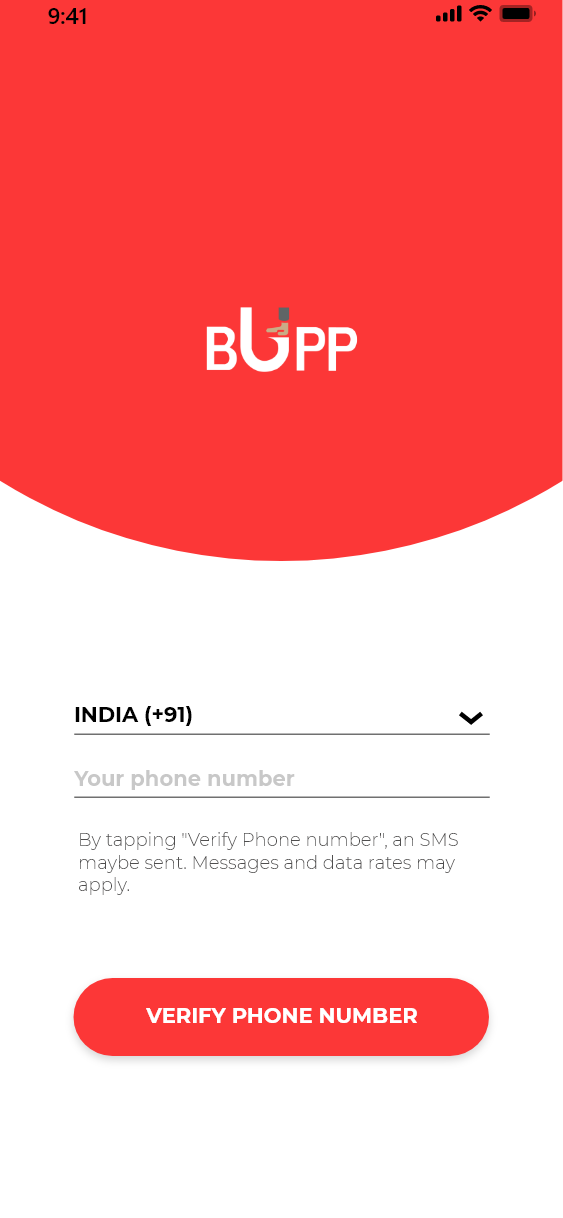 9:41
BUPP
INDIA (+91)
Your phone number
By tapping "Verify Phone number", an SMS
maybe sent. Messages and data rates may
apply.
VERIFY PHONE NUMBER